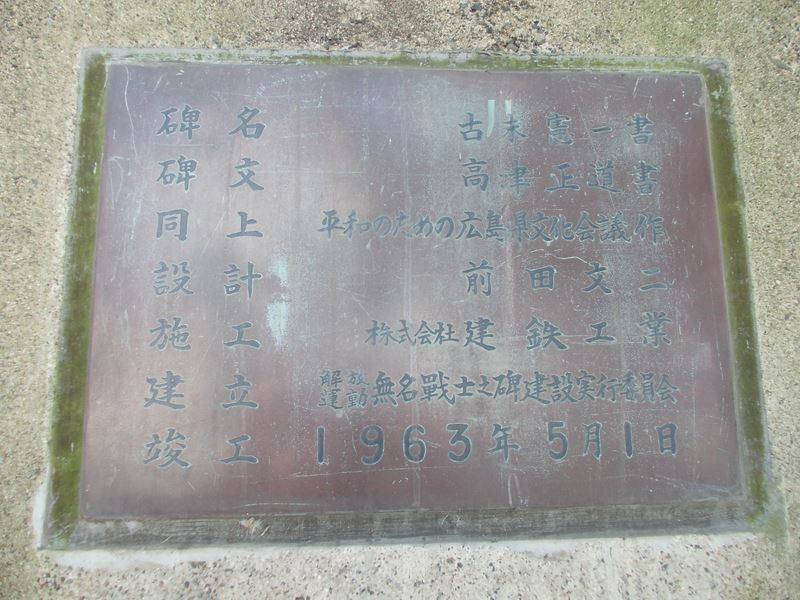 碑名 古末憲一書
碑文 高津正道書
同上 平和のための広島県文化会議作
設計 前田文二
施工 株式会社建鉄工業
建立 解放運動無名戦士之碑建設実行委員会
竣工 1963年5月1日